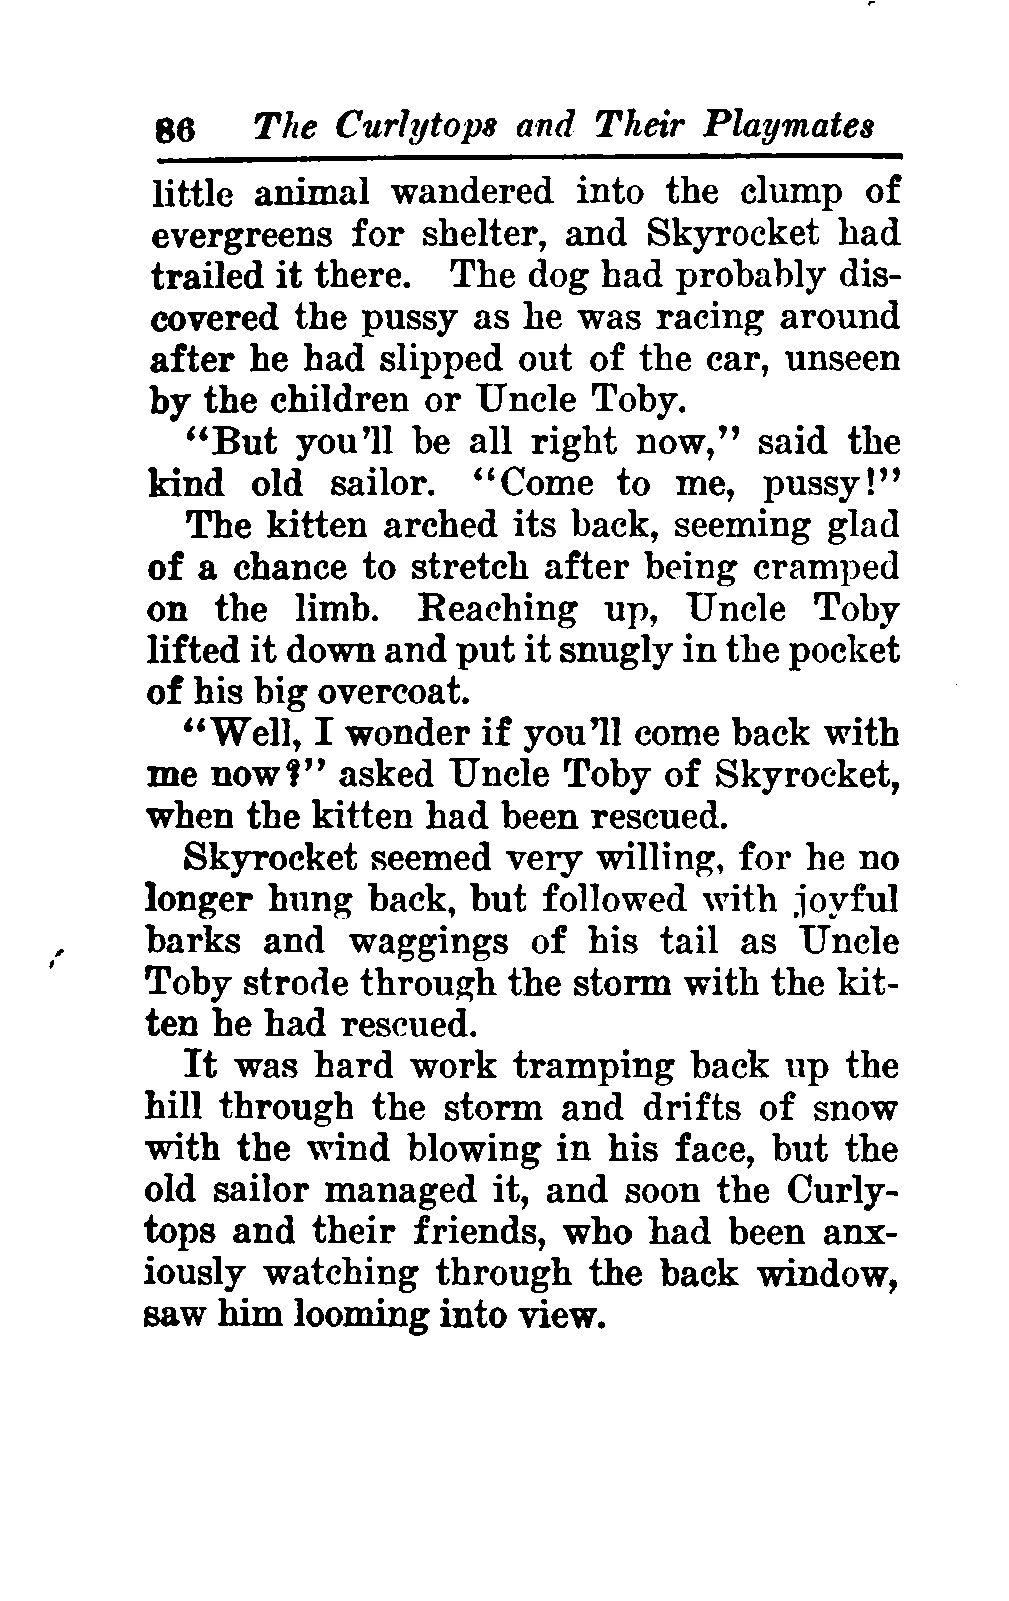 86 The Curlytops and Their Playmates
little animal wandered into the clump of
evergreens for shelter, and Skyrocket had
trailed it there. The dog had probably dis-
covered the pussy as he was racing around
after he had slipped out of the car, unseen
by the children or Uncle Toby.
"But you'll be all right now," said the
kind old sailor. "Come to me, pussy!"
The kitten arched its back, seeming glad
of a chance to stretch after being cramped
on the limb. Reaching up, Uncle Toby
lifted it down and put it snugly in the pocket
of his big overcoat.
"Well, I wonder if you'll come back with
me now?" asked Uncle Toby of Skyrocket,
when the kitten had been rescued.
Skyrocket seemed very willing, for he no
longer hung back, but followed with joyful
barks and waggings of his tail as Uncle
Toby strode through the storm with the kit-
ten he had rescued.
It was hard work tramping back up the
hill through the storm and drifts of snow
with the wind blowing in his face, but the
old sailor managed it, and soon the Curly-
tops and their friends, who had been anx-
iously watching through the back window,
saw him looming into view.